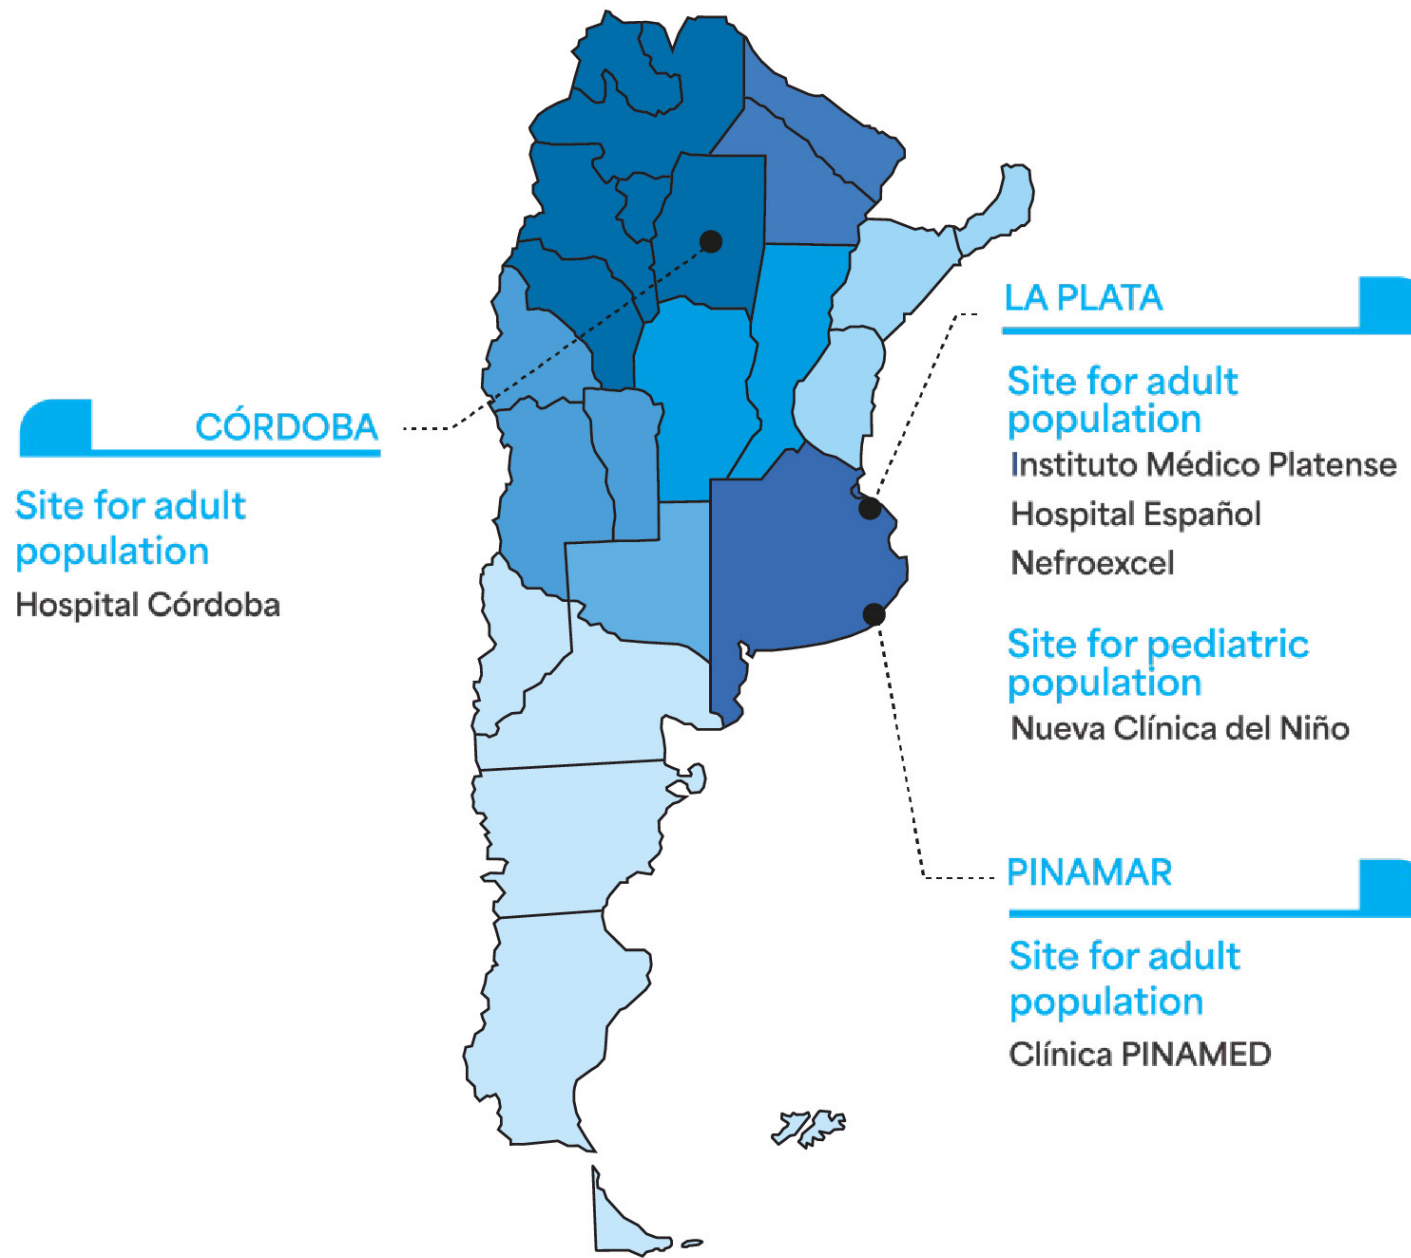 CÓRDOBA
Site for adult
population
Hospital Córdoba
LA PLATA
Site for adult
population
Instituto Médico Platense
Hospital Español
Nefroexcel
Site for pediatric
population
Nueva Clínica del Niño
PINAMAR
Site for adult
population
Clínica PINAMED